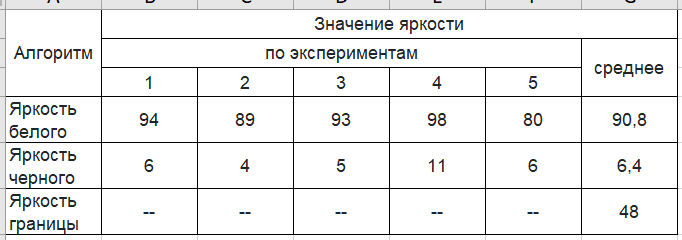 Значение яркости
Алгоритм
по экспериментам
среднее
1 2 3 4 5
Яркость
белого
94 89 93 98 80 90,8
Яркость
черного
6 4 5 11 6 6,4
Яркость
границы
-- -- -- -- -- 48